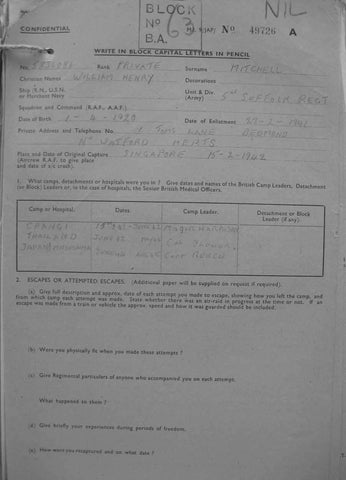 BLOCK
Nº 63
B.A.
NIL
CONFIDENTIAL
Nº 49726 A
WRITE IN BLOCK CAPITAL LETTERS IN PENCIL
No. Rank PRIVATE Surname MITCHELL
Christian Names WILLIAM HENRY Decorations
Ship (R.N., U.S.N. or Merchant Navy) Unit & Div. (Army) 5th SUFFOLK REGT
Squadron and Command (R.A.F., A.A.F.)
Date of Birth 1-4-1920 Date of Enlistment
Private Address and Telephone No. 1 TOMS LANE BEDMOND
Nr WATFORD HERTS
Place and Date of Original Capture SINGAPORE 15-2-1942
(Aircrew R.A.F. to give place
and date of a/c crash).
1. What camps, detachments or hospitals were you in? Give dates and names of the British Camp Leaders, Detachment
(or Block) Leaders or, in the case of hospitals, the Senior British Medical Officers.
Camp or Hospital. Dates Camp Leader. Detachment or Block Leader (if any).
CHANGI
THAILAND
JAPAN
2. ESCAPES OR ATTEMPTED ESCAPES. (Additional paper will be supplied on request if required).
(a) Give full description and approx. date of each attempt you made to escape, showing how you left the camp, and
from which camp each attempt was made. State whether there was an air-raid in progress at the time or not. If an
escape was made from a train or vehicle the approx. speed and how it was guarded should be included.
(b) Were you physically fit when you made these attempts?
(c) Give Regimental particulars of anyone who accompanied you on each attempt.
What happened to them?
(d) Give briefly your experiences during periods of freedom.
(e) How were you recaptured and on what date?